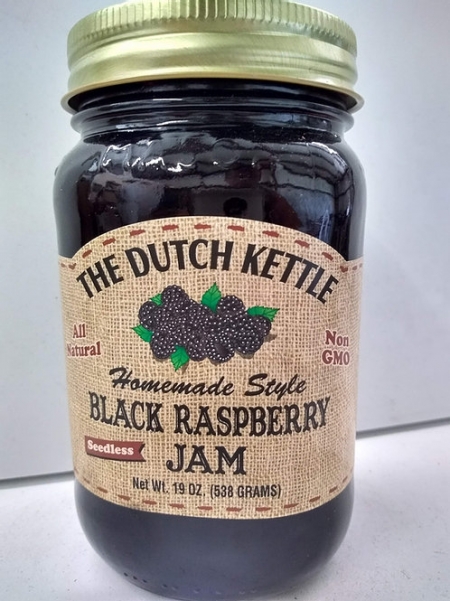 THE DUTCH KETTLE
All
Natural
Non
GMO
Homemade Style
BLACK RASPBERRY
Seedless
JAM
Net Wt. 19 OZ. (538 GRAMS)